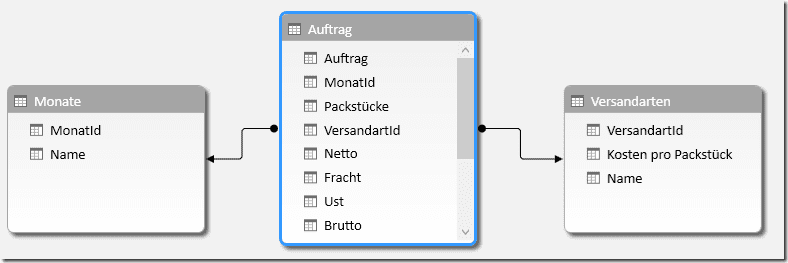 Monate
MonatId
Name
Auftrag
Auftrag
MonatId
Packstücke
VersandartId
Netto
Fracht
Ust
Brutto
Versandarten
VersandartId
Kosten pro Packstück
Name